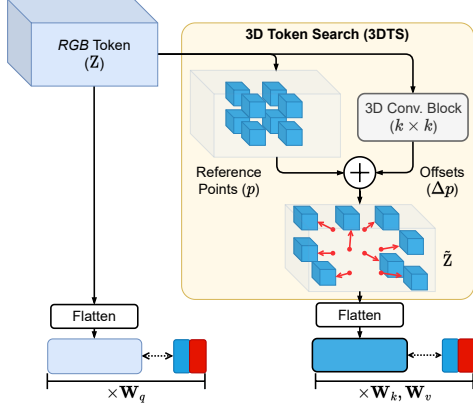 RGB Token
(Z)
3D Token Search (3DTS)
3D Conv. Block
(k × k)
Reference
Points (p)
Offsets
(Δp)
Z̃
Flatten
Flatten
×W_q
×W_k, W_v